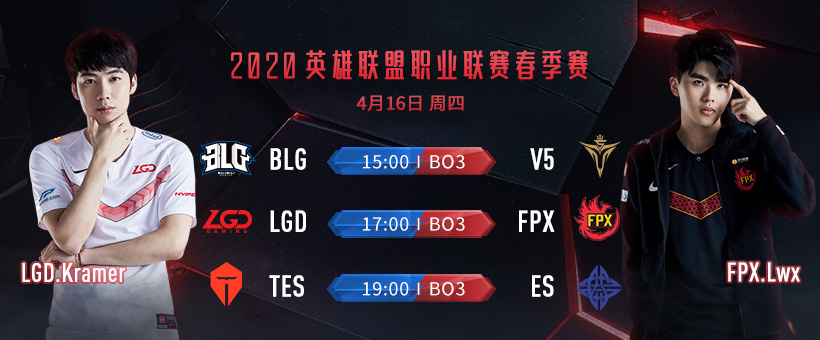 2020英雄联盟职业联赛春季赛
4月16日 周四
BLG BLG 15:00 | BO3 V5
LGD
LGD GAMING LGD 17:00 | BO3 FPX FPX
TES 19:00 | BO3 ES
LGD.Kramer
FPX.Lwx